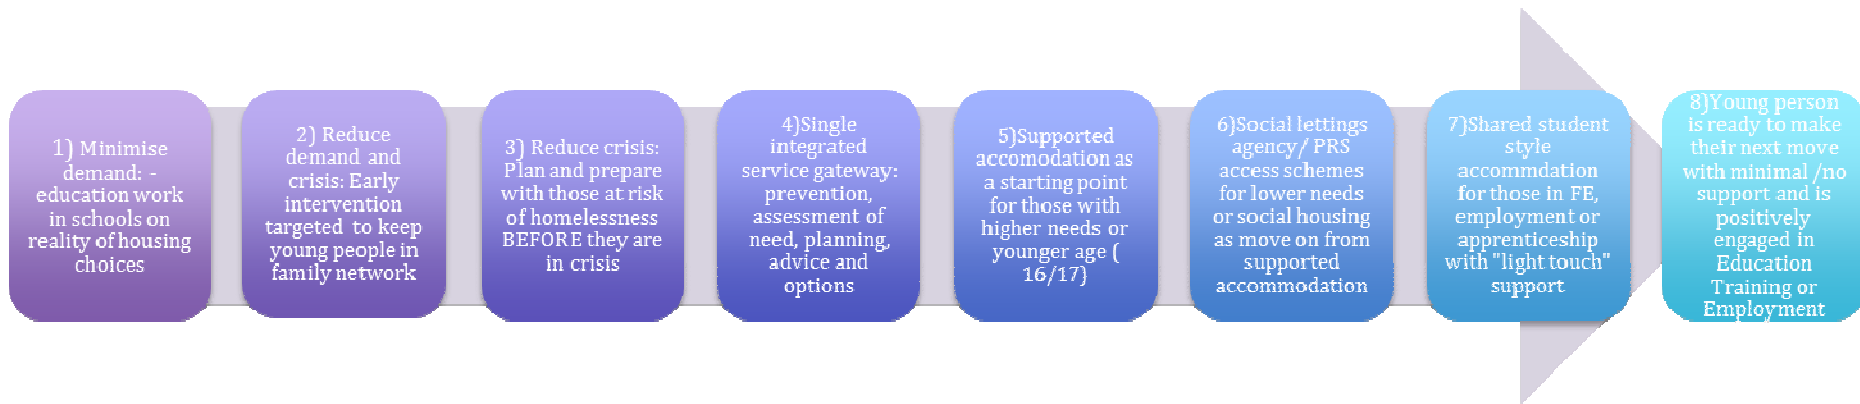 1) Minimise
demand: -
education work
in schools on
reality of housing
choices
2) Reduce
demand and
crisis: Early
intervention
targeted to keep
young people in
family network
3) Reduce crisis:
Plan and prepare
with those at risk
of homelessness
BEFORE they are
in crisis
4)Single
integrated
service gateway:
prevention,
assessment of
need, planning,
advice and
options
5)Supported
accomodation as
a starting point
for those with
higher needs or
younger age (
16/17)
6)Social lettings
agency/ PRS
access schemes
for lower needs
or social housing
as move on from
supported
accommodation
7)Shared student
style
accommdation
for those in FE,
employment or
apprenticeship
with "light touch"
support
8)Young person
is ready to make
their next move
with minimal /no
support and is
positively
engaged in
Education
Training or
Employment